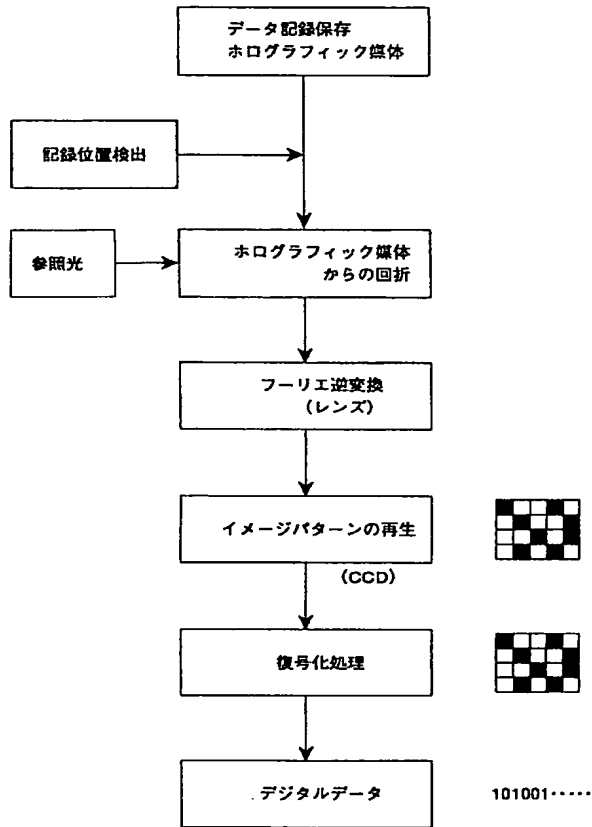 データ記録保存
ホログラフィック媒体
記録位置検出
参照光
ホログラフィック媒体
からの回折
フーリエ逆変換
(レンズ)
イメージパターンの再生
(CCD)
復号化処理
デジタルデータ
101001・・・・・